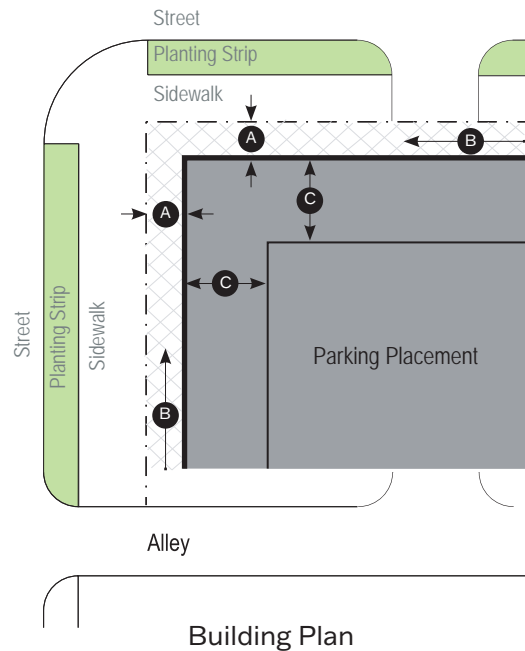 Street
Planting Strip
Sidewalk
A
B
A
C
C
Street
Planting Strip
Sidewalk
Parking Placement
B
Alley
Building Plan